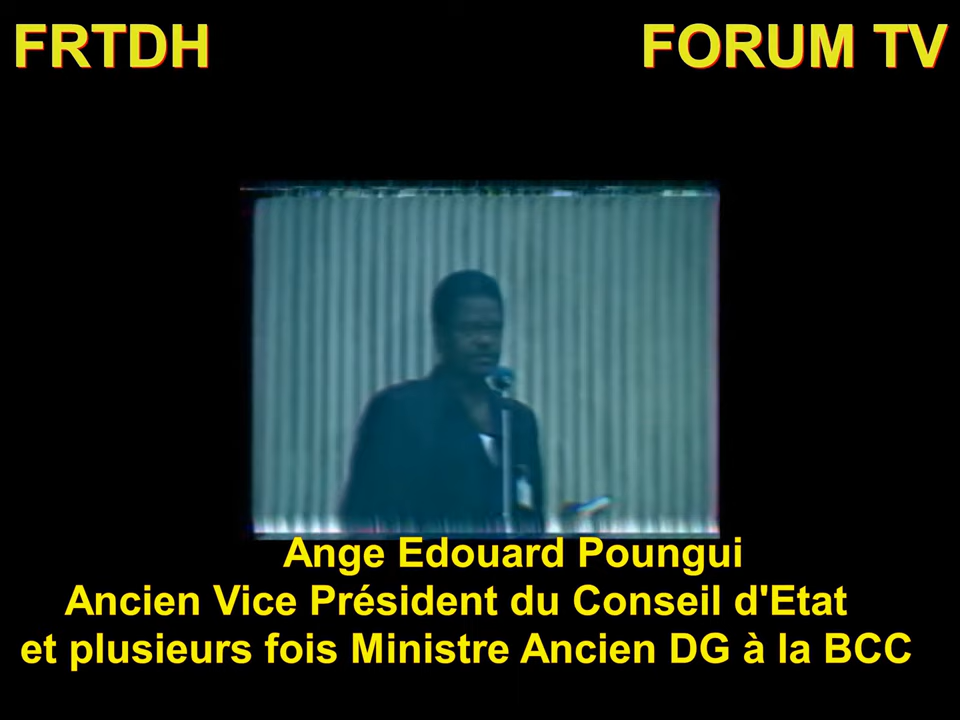 FRTDH FORUM TV
Ange Edouard Poungui
Ancien Vice Président du Conseil d'Etat
et plusieurs fois Ministre Ancien DG à la BCC